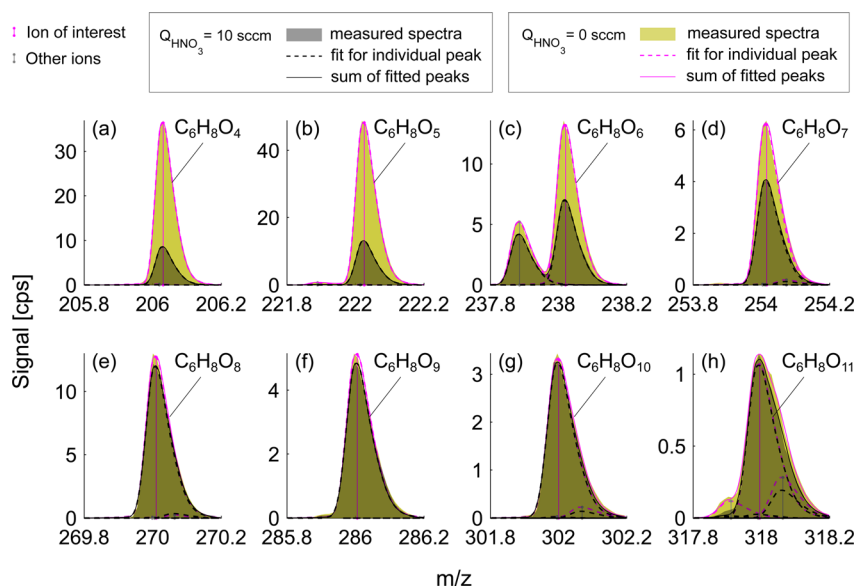 Ion of interest
Other ions
Q_HNO3 = 10 sccm
measured spectra
fit for individual peak
sum of fitted peaks
Q_HNO3 = 0 sccm
measured spectra
fit for individual peak
sum of fitted peaks
(a) C6H8O4
(b) C6H8O5
(c) C6H8O6
(d) C6H8O7
30
20
10
0
40
20
0
10
5
0
6
4
2
0
205.8 206 206.2
221.8 222 222.2
237.8 238 238.2
253.8 254 254.2
Signal [cps]
(e) C6H8O8
(f) C6H8O9
(g) C6H8O10
(h) C6H8O11
10
5
0
4
2
0
3
2
1
0
1
0.5
0
269.8 270 270.2
285.8 286 286.2
301.8 302 302.2
317.8 318 318.2
m/z